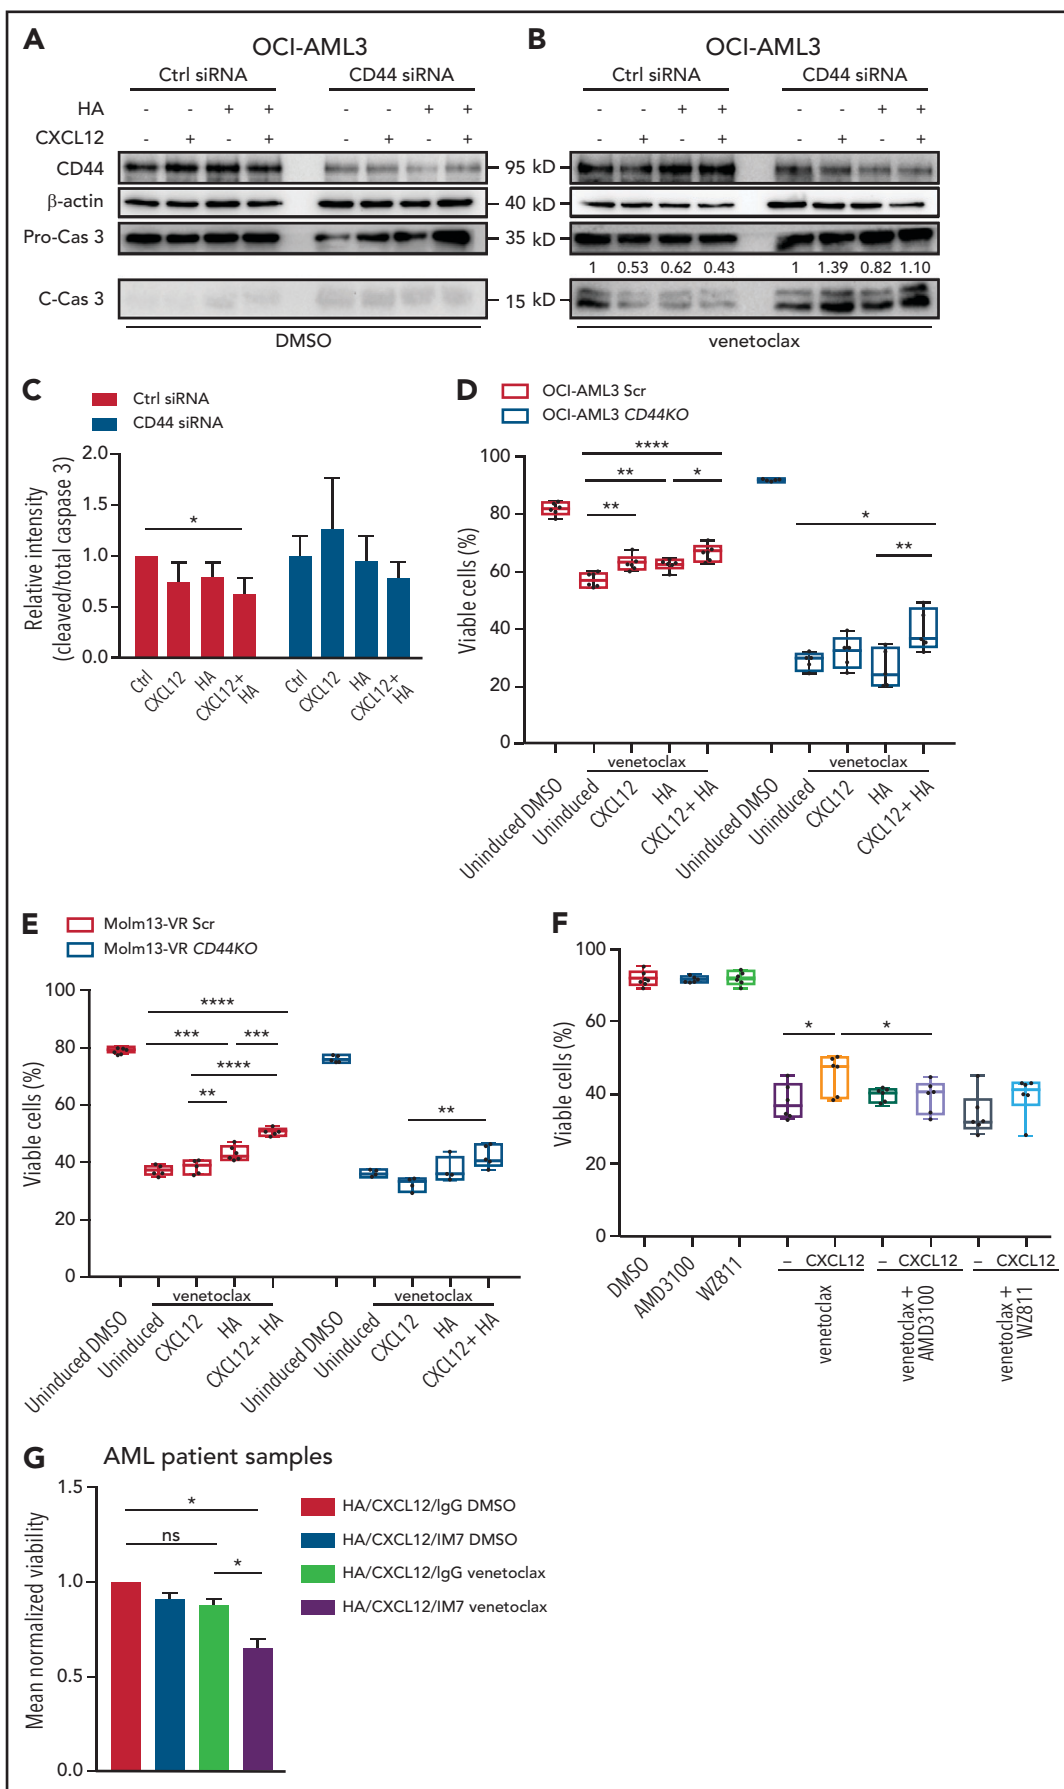 A
OCI-AML3
Ctrl siRNA CD44 siRNA
HA - - + + - - + +
CXCL12 - + - + - + - +
CD44
β-actin
Pro-Cas 3
C-Cas 3
DMSO
95 kD
40 kD
35 kD
15 kD
B
OCI-AML3
Ctrl siRNA CD44 siRNA
- - + + - - + +
- + - + - + - +
1 0.53 0.62 0.43 1 1.39 0.82 1.10
venetoclax
C
Ctrl siRNA
CD44 siRNA
Relative intensity
(cleaved/total caspase 3)
2.0
1.5
1.0
0.5
0.0
*
Ctrl
CXCL12
HA
CXCL12+
HA
Ctrl
CXCL12
HA
CXCL12+
HA
D
OCI-AML3 Scr
OCI-AML3 CD44KO
Viable cells (%)
100
80
60
40
20
0
****
** *
**
*
**
venetoclax venetoclax
Uninduced DMSO
Uninduced
CXCL12
HA
CXCL12+ HA
Uninduced DMSO
Uninduced
CXCL12
HA
CXCL12+ HA
E
Molm13-VR Scr
Molm13-VR CD44KO
Viable cells (%)
100
80
60
40
20
0
****
*** ***
****
**
**
venetoclax venetoclax
Uninduced DMSO
Uninduced
CXCL12
HA
CXCL12+ HA
Uninduced DMSO
Uninduced
CXCL12
HA
CXCL12+ HA
F
Viable cells (%)
100
60
40
20
0
* *
DMSO
AMD3100
WZ811
– CXCL12 – CXCL12 – CXCL12
venetoclax
venetoclax +
AMD3100
venetoclax +
WZ811
G
AML patient samples
Mean normalized viability
1.5
1.0
0.5
0.0
*
ns
*
HA/CXCL12/IgG DMSO
HA/CXCL12/IM7 DMSO
HA/CXCL12/IgG venetoclax
HA/CXCL12/IM7 venetoclax